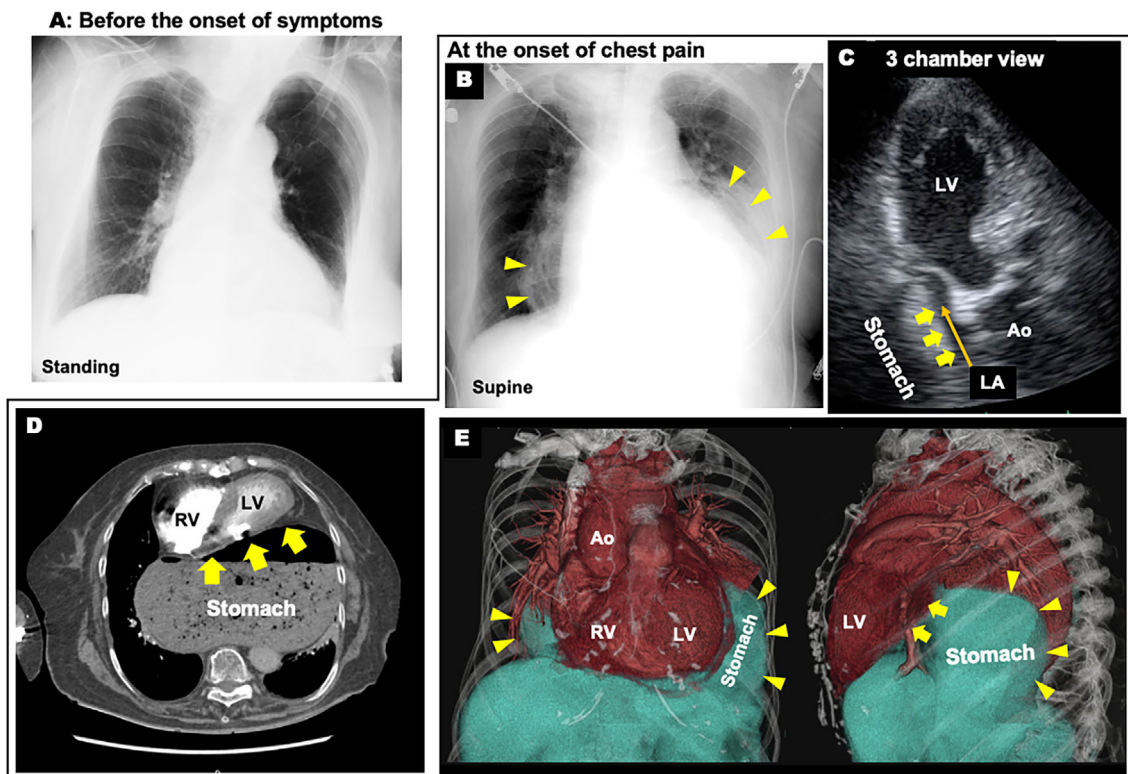 A: Before the onset of symptoms
Standing
At the onset of chest pain
B
Supine
C
3 chamber view
LV
Stomach
Ao
LA
D
RV
LV
Stomach
E
Ao
RV
LV
Stomach
LV
Stomach